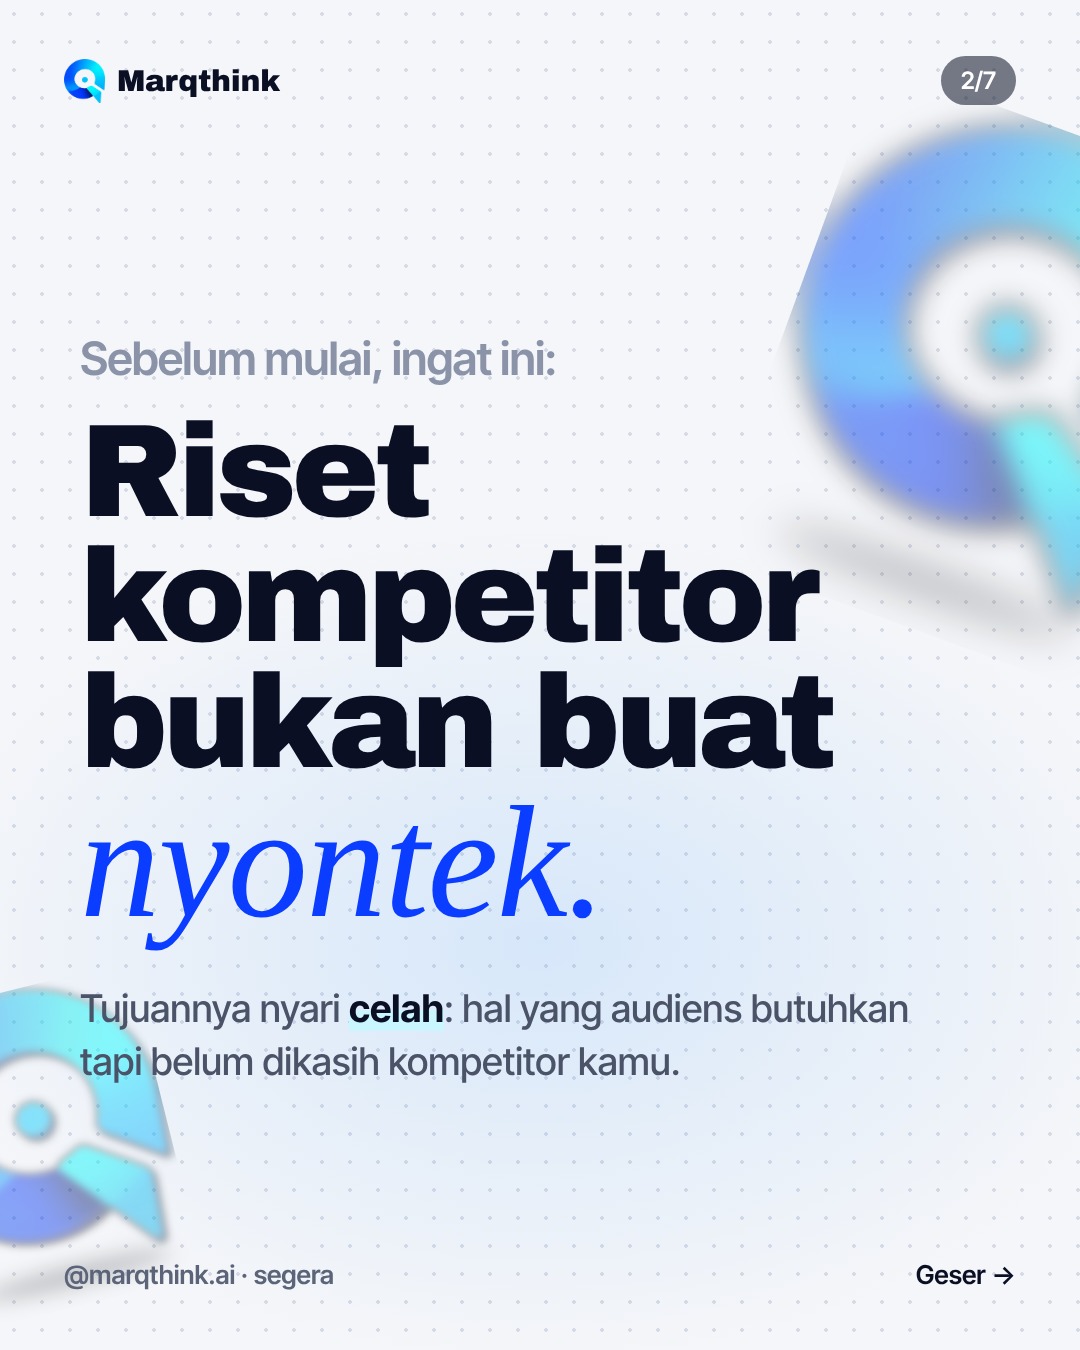 Marqthink
2/7
Sebelum mulai, ingat ini:
Riset
kompetitor
bukan buat
nyontek.
Tujuannya nyari celah: hal yang audiens butuhkan
tapi belum dikasih kompetitor kamu.
@marqthink.ai · segera
Geser →